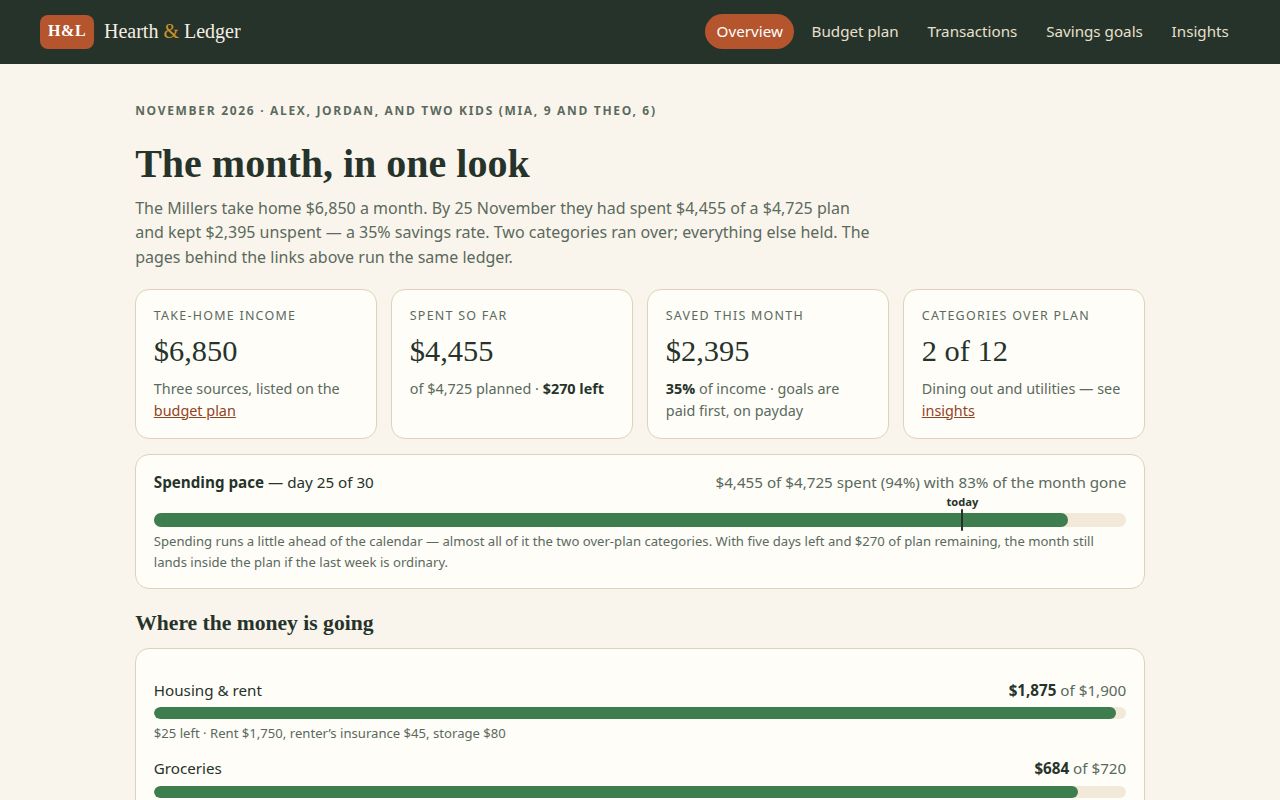 H&L Hearth & Ledger
Overview Budget plan Transactions Savings goals Insights
NOVEMBER 2026 · ALEX, JORDAN, AND TWO KIDS (MIA, 9 AND THEO, 6)
The month, in one look
The Millers take home $6,850 a month. By 25 November they had spent $4,455 of a $4,725 plan
and kept $2,395 unspent — a 35% savings rate. Two categories ran over; everything else held. The
pages behind the links above run the same ledger.
TAKE-HOME INCOME
$6,850
Three sources, listed on the
budget plan
SPENT SO FAR
$4,455
of $4,725 planned · $270 left
SAVED THIS MONTH
$2,395
35% of income · goals are
paid first, on payday
CATEGORIES OVER PLAN
2 of 12
Dining out and utilities — see
insights
Spending pace — day 25 of 30
$4,455 of $4,725 spent (94%) with 83% of the month gone
today
Spending runs a little ahead of the calendar — almost all of it the two over-plan categories. With five days left and $270 of plan remaining, the month still
lands inside the plan if the last week is ordinary.
Where the money is going
Housing & rent
$1,875 of $1,900
$25 left · Rent $1,750, renter’s insurance $45, storage $80
Groceries
$684 of $720